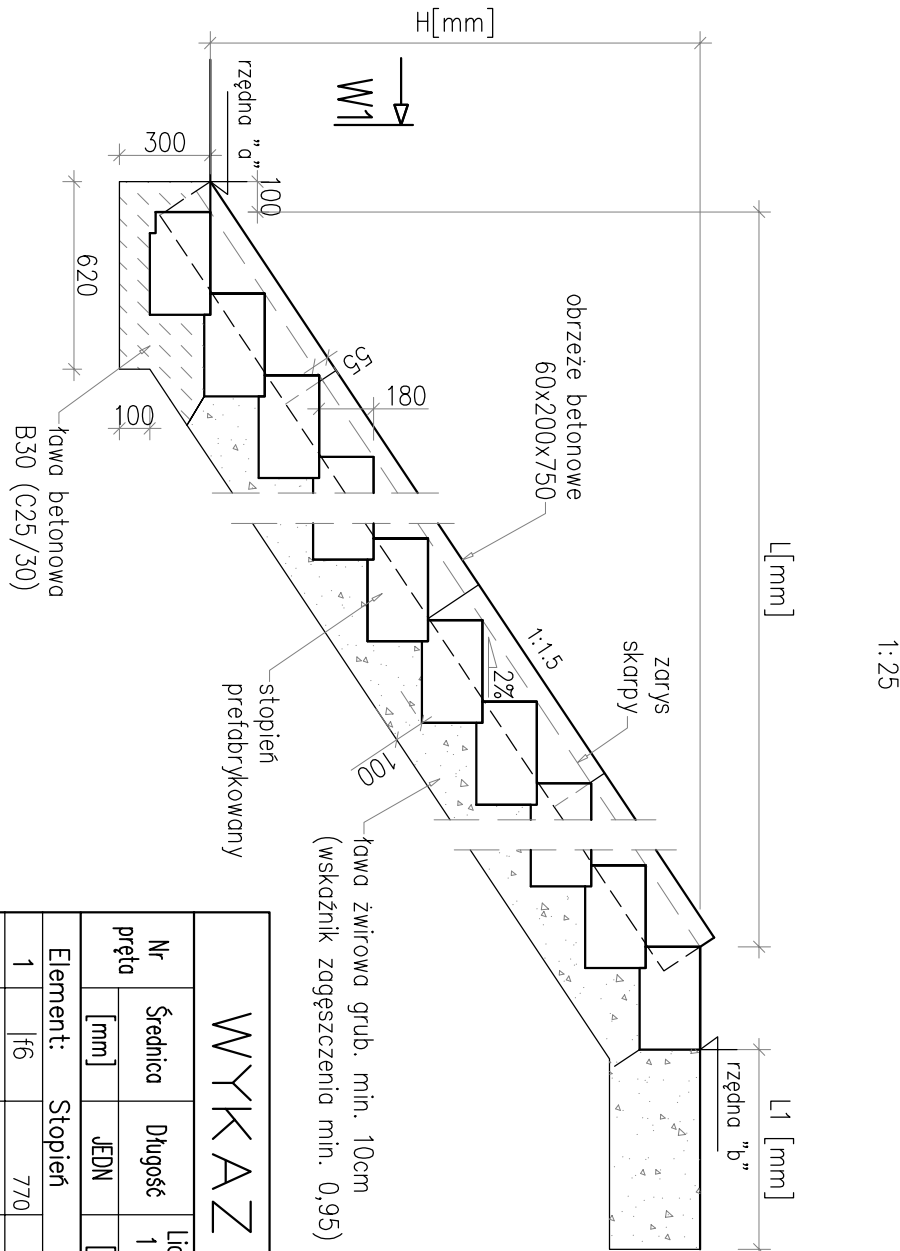 1:25
H[mm]
L[mm]
L1 [mm]
W1
rzędna "a"
rzędna "b"
300
100
620
100
55
180
obrzeże betonowe
60x200x750
zarys
skarpy
1:1.5
2%
100
stopień
prefabrykowany
ława betonowa
B30 (C25/30)
ława żwirowa grub. min. 10cm
(wskaźnik zagęszczenia min. 0,95)
WYKAZ
Nr
pręta
Średnica
[mm]
Długość
JEDN
1
[
Element: Stopień
1 f6 770